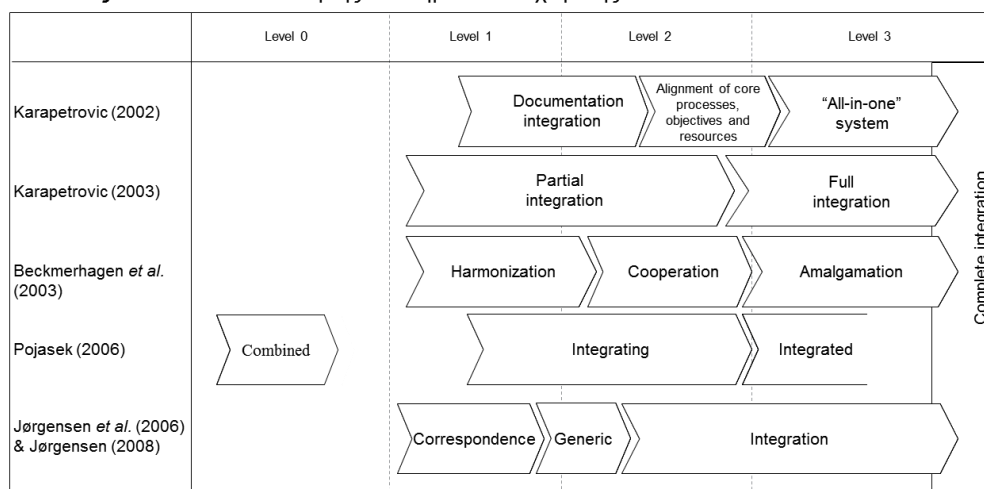 Level 0
Level 1
Level 2
Level 3
Karapetrovic (2002)
Documentation
integration
Alignment of core
processes,
objectives and
resources
“All-in-one”
system
Karapetrovic (2003)
Partial
integration
Full
integration
Beckmerhagen et al.
(2003)
Harmonization
Cooperation
Amalgamation
Pojasek (2006)
Combined
Integrating
Integrated
Jørgensen et al. (2006)
& Jørgensen (2008)
Correspondence
Generic
Integration
Complete integration